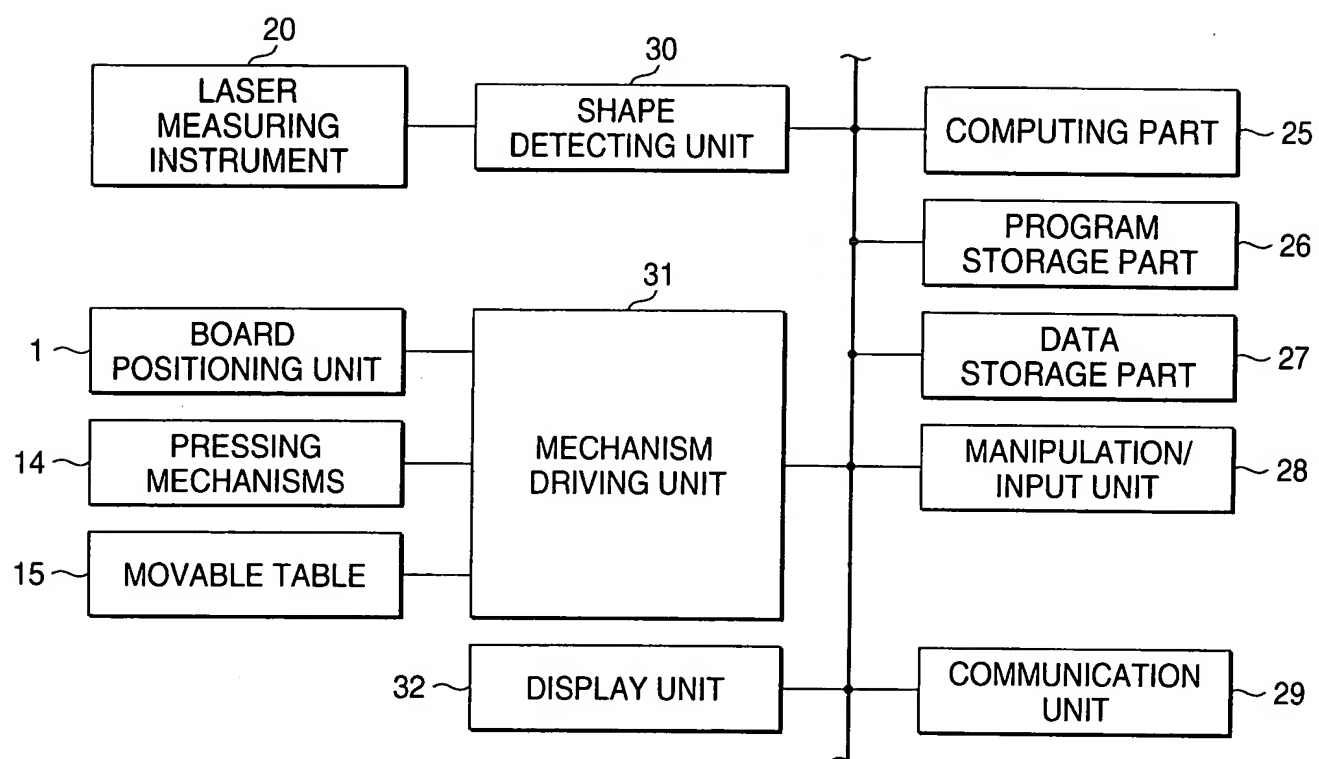 20
LASER
MEASURING
INSTRUMENT
30
SHAPE
DETECTING UNIT
COMPUTING PART
25
PROGRAM
STORAGE PART
26
31
1
BOARD
POSITIONING UNIT
DATA
STORAGE PART
27
14
PRESSING
MECHANISMS
MECHANISM
DRIVING UNIT
MANIPULATION/
INPUT UNIT
28
15
MOVABLE TABLE
32
DISPLAY UNIT
COMMUNICATION
UNIT
29